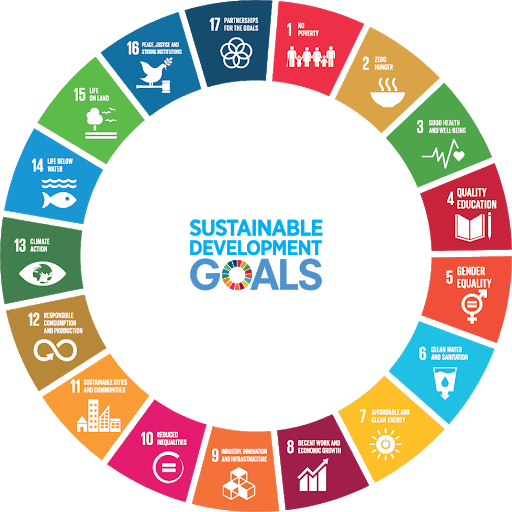 17 PARTNERSHIPS
FOR THE GOALS
1 NO
POVERTY
2 ZERO
HUNGER
3 GOOD HEALTH
AND WELL-BEING
4 QUALITY
EDUCATION
5 GENDER
EQUALITY
6 CLEAN WATER
AND SANITATION
7 AFFORDABLE AND
CLEAN ENERGY
8 DECENT WORK AND
ECONOMIC GROWTH
9 INDUSTRY, INNOVATION
AND INFRASTRUCTURE
10 REDUCED
INEQUALITIES
11 SUSTAINABLE CITIES
AND COMMUNITIES
12 RESPONSIBLE
CONSUMPTION
AND PRODUCTION
13 CLIMATE
ACTION
14 LIFE BELOW
WATER
15 LIFE
ON LAND
16 PEACE, JUSTICE AND
STRONG INSTITUTIONS
SUSTAINABLE
DEVELOPMENT
GOALS